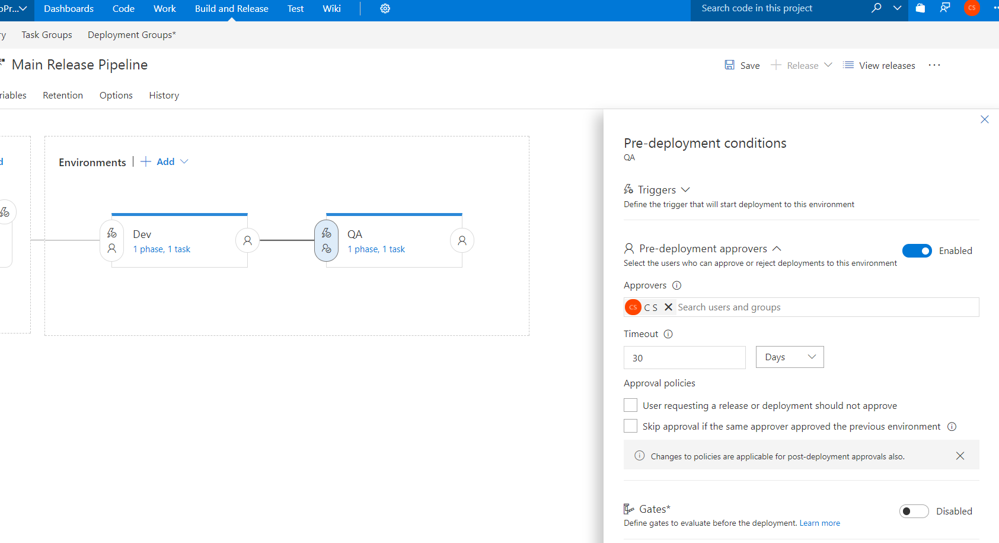 oPr...
Dashboards Code Work Build and Release Test Wiki Search code in this project CS
ry Task Groups Deployment Groups*
Main Release Pipeline Save Release View releases ...
riables Retention Options History
Pre-deployment conditions
QA
d Environments | + Add
Triggers
Define the trigger that will start deployment to this environment
Dev
1 phase, 1 task
QA
1 phase, 1 task
Pre-deployment approvers Enabled
Select the users who can approve or reject deployments to this environment
Approvers
CS C S Search users and groups
Timeout
30 Days
Approval policies
User requesting a release or deployment should not approve
Skip approval if the same approver approved the previous environment
Changes to policies are applicable for post-deployment approvals also.
Gates* Disabled
Define gates to evaluate before the deployment. Learn more